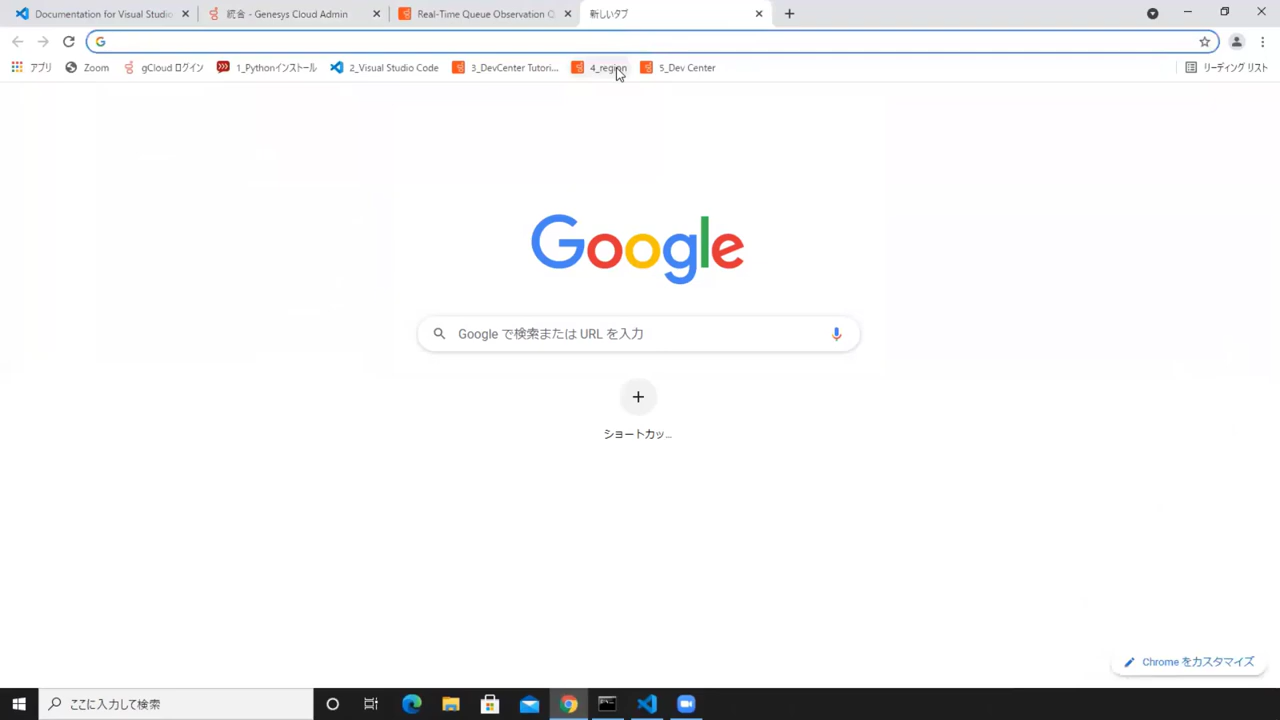 Documentation for Visual Studio
統合 - Genesys Cloud Admin
Real-Time Queue Observation Q
新しいタブ
アプリ
Zoom
gCloud ログイン
1_Pythonインストール
2_Visual Studio Code
3_DevCenter Tutori...
4_region
5_Dev Center
リーディング リスト
Google
Google で検索または URL を入力
ショートカッ...
Chrome をカスタマイズ
ここに入力して検索